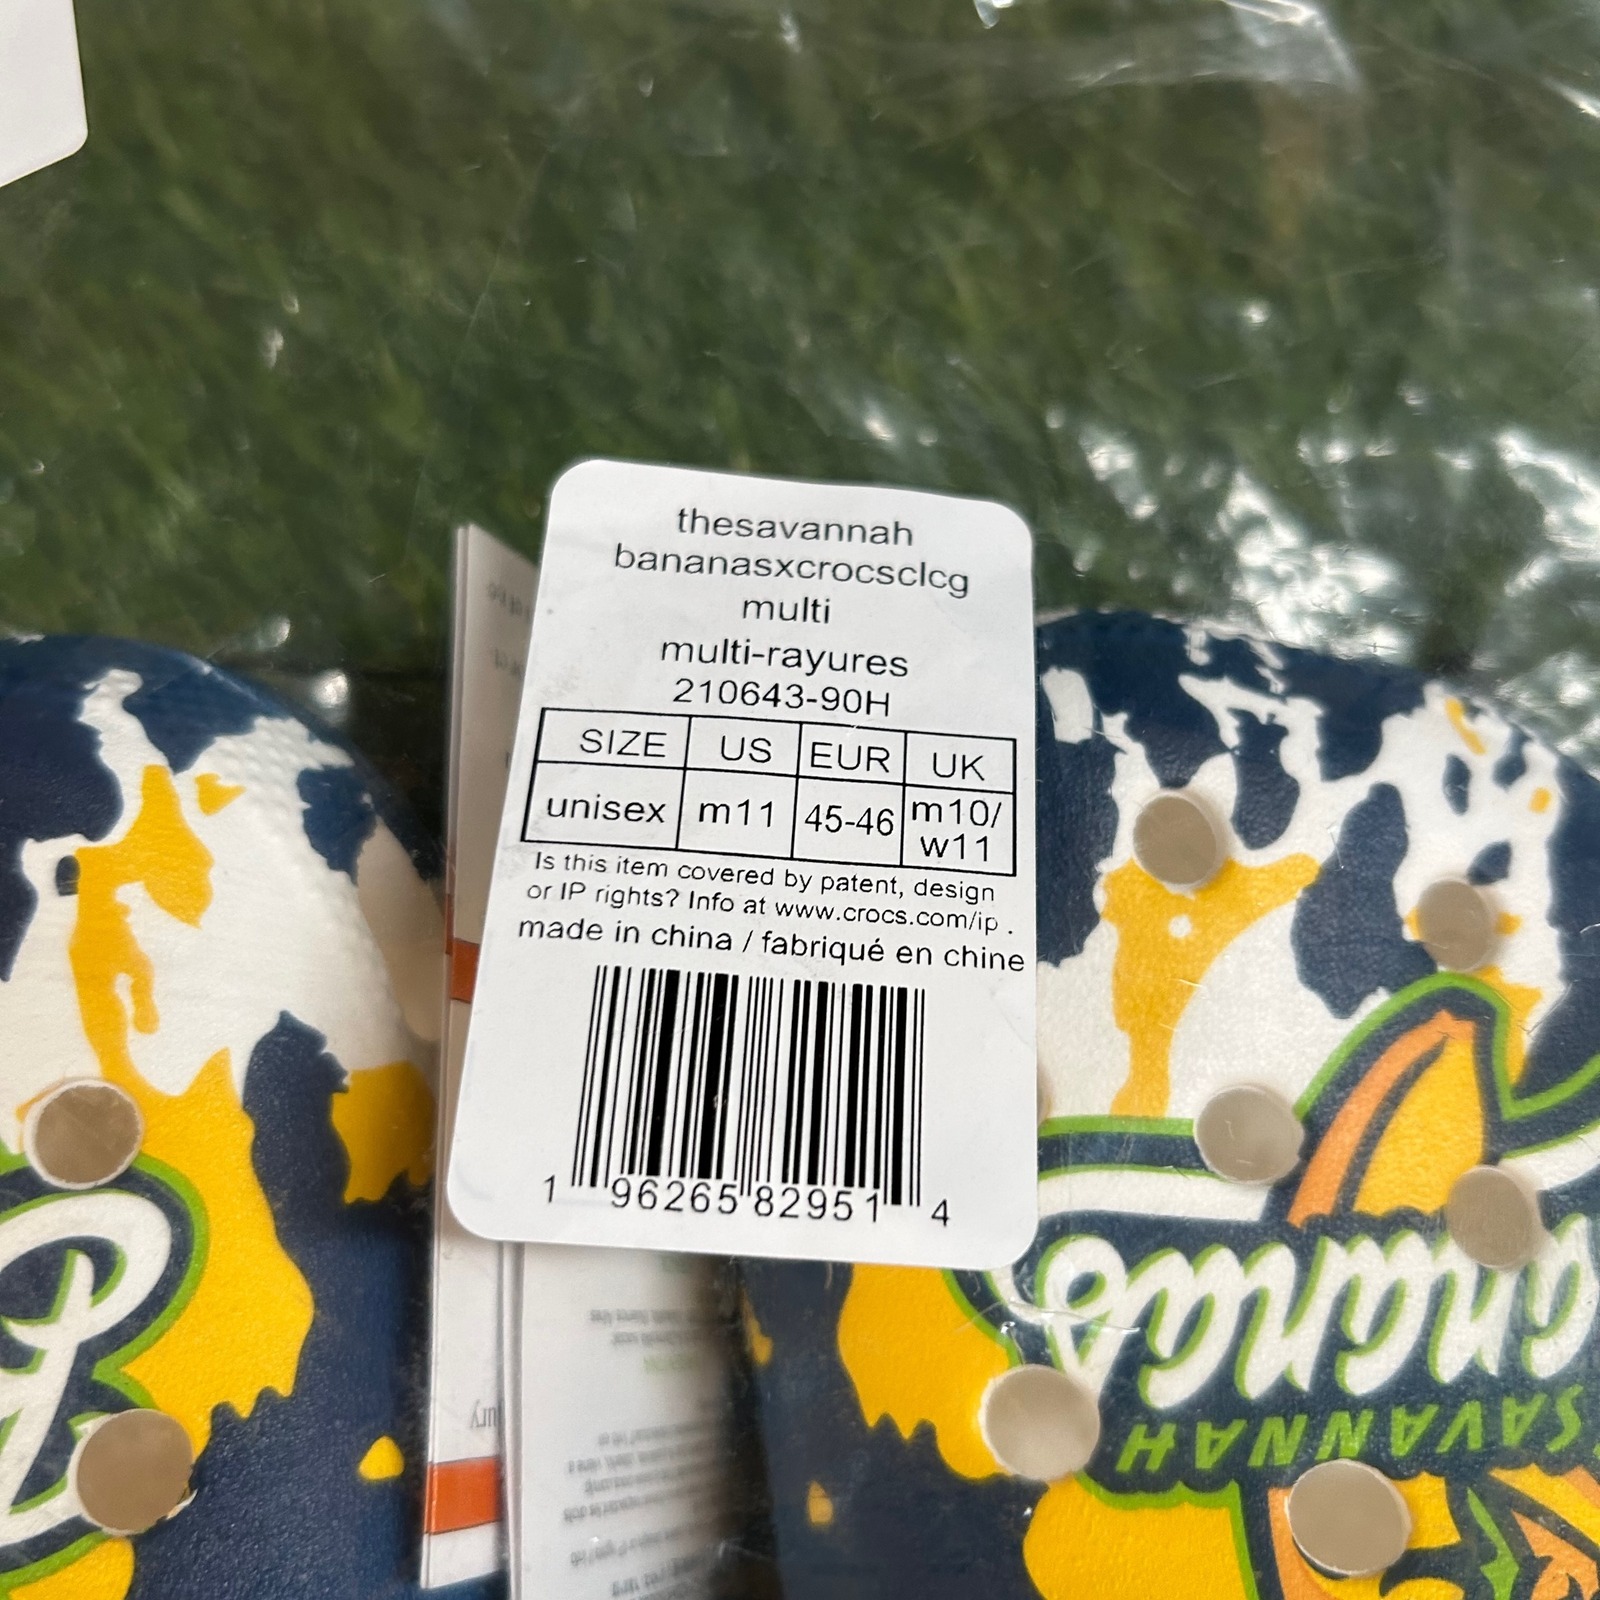 thesavannah
bananasxcrocsclcg
multi
multi-rayures
210643-90H
SIZE US EUR UK
unisex m11 45-46 m10/
w11
Is this item covered by patent, design
or IP rights? Info at www.crocs.com/ip .
made in china / fabriqué en chine
1 96265 82951 4
SAVANNAH